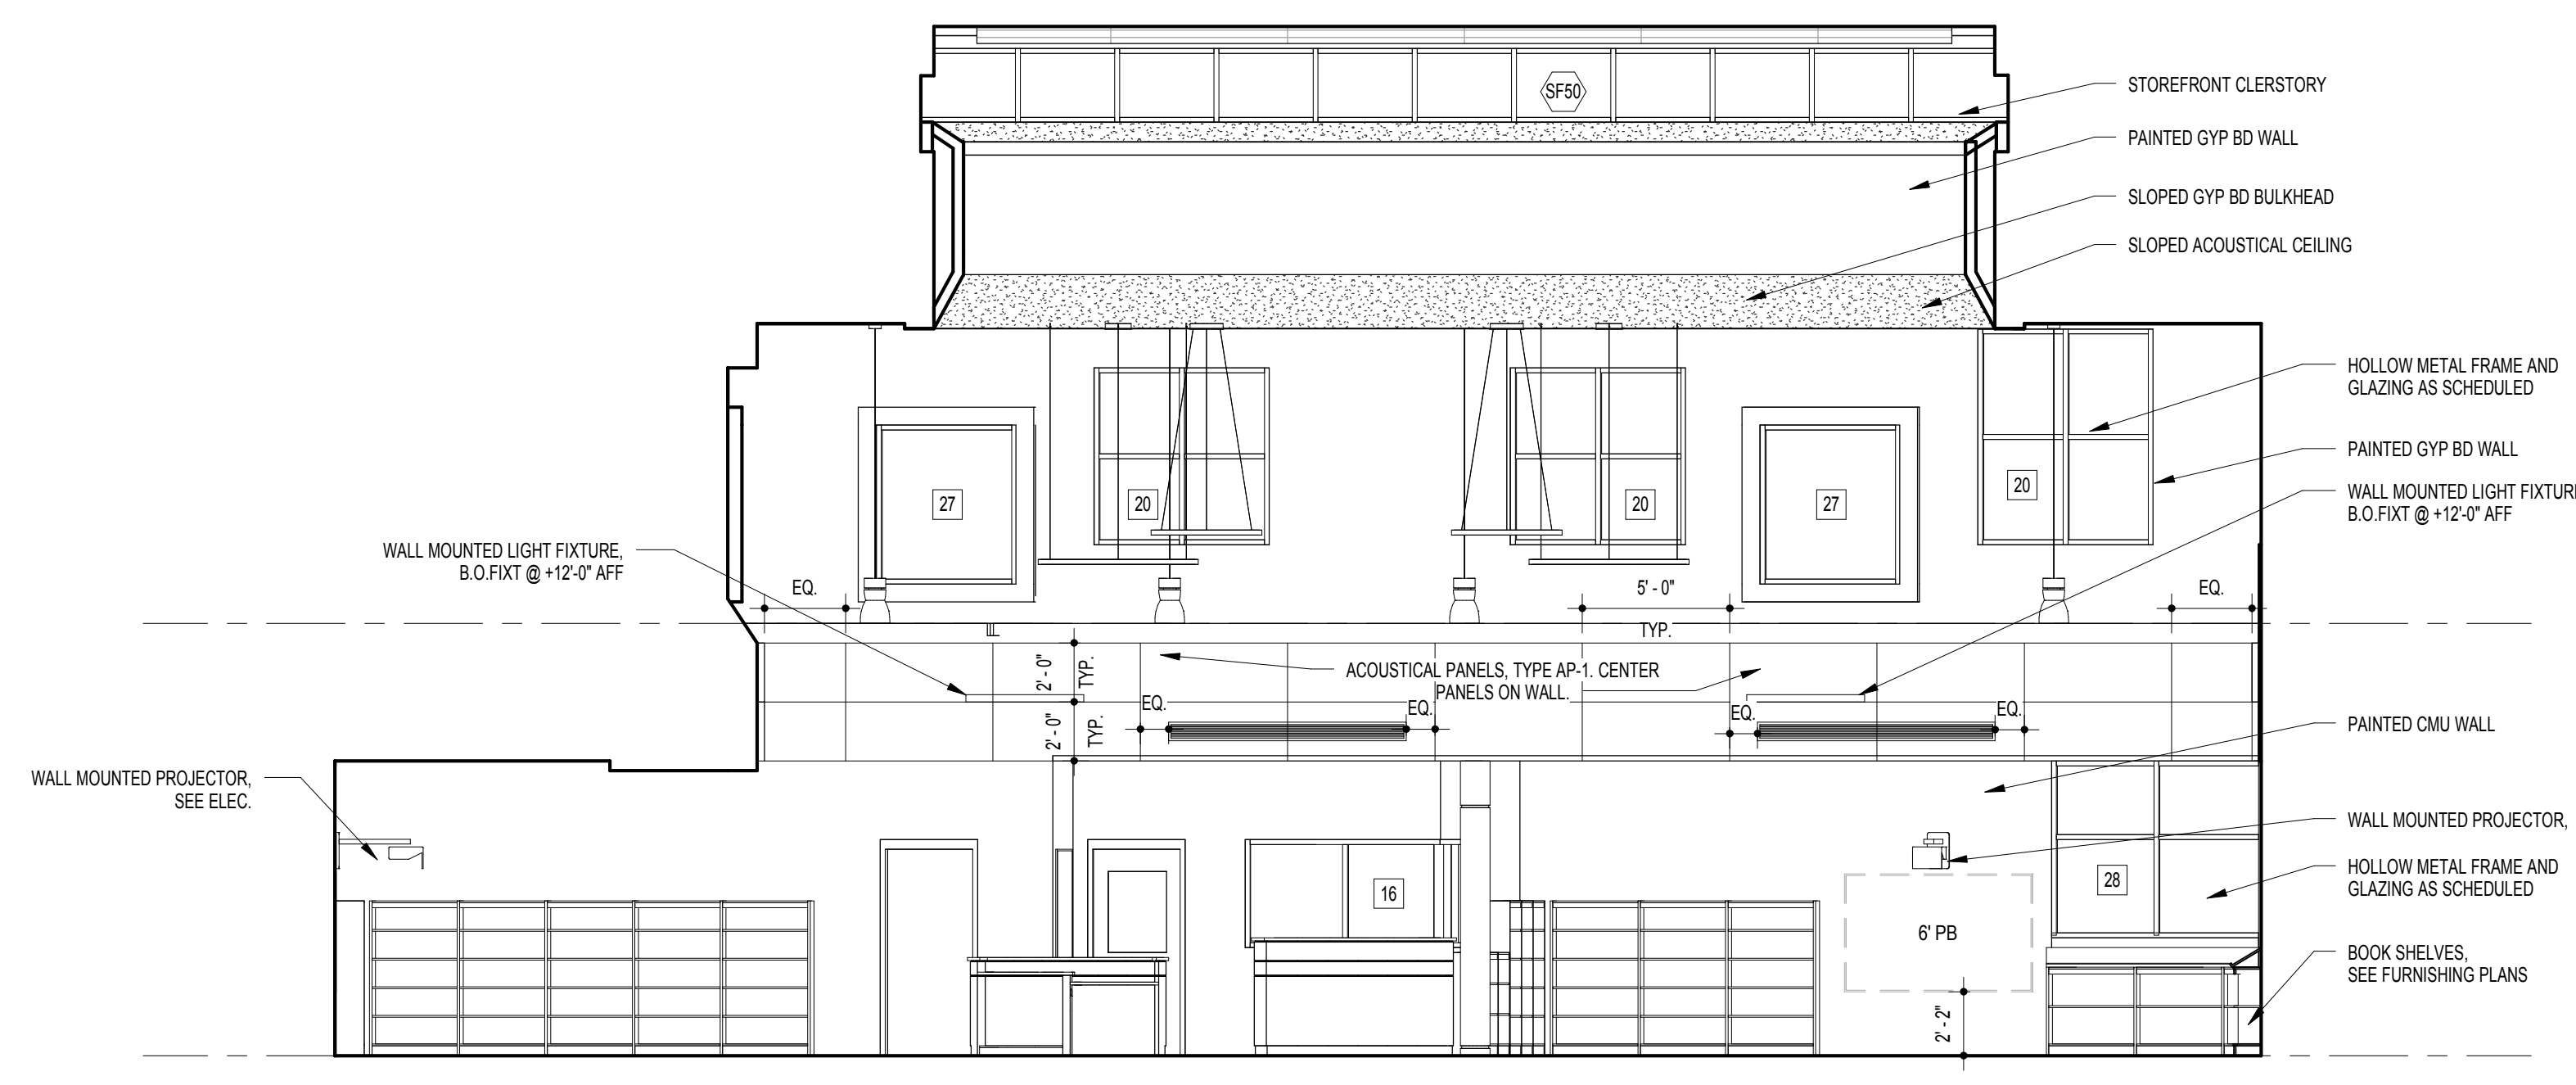 SF50
STOREFRONT CLERSTORY
PAINTED GYP BD WALL
SLOPED GYP BD BULKHEAD
SLOPED ACOUSTICAL CEILING
HOLLOW METAL FRAME AND
GLAZING AS SCHEDULED
PAINTED GYP BD WALL
WALL MOUNTED LIGHT FIXTURE
B.O.FIXT @ +12'-0" AFF
27
20
20
27
20
WALL MOUNTED LIGHT FIXTURE,
B.O.FIXT @ +12'-0" AFF
EQ.
5' - 0"
EQ.
TYP.
2' - 0"
TYP.
ACOUSTICAL PANELS, TYPE AP-1. CENTER
PANELS ON WALL.
2' - 0"
TYP.
EQ.
EQ.
EQ.
EQ.
PAINTED CMU WALL
WALL MOUNTED PROJECTOR,
SEE ELEC.
WALL MOUNTED PROJECTOR,
HOLLOW METAL FRAME AND
GLAZING AS SCHEDULED
16
28
6' PB
BOOK SHELVES,
SEE FURNISHING PLANS
2' - 2"